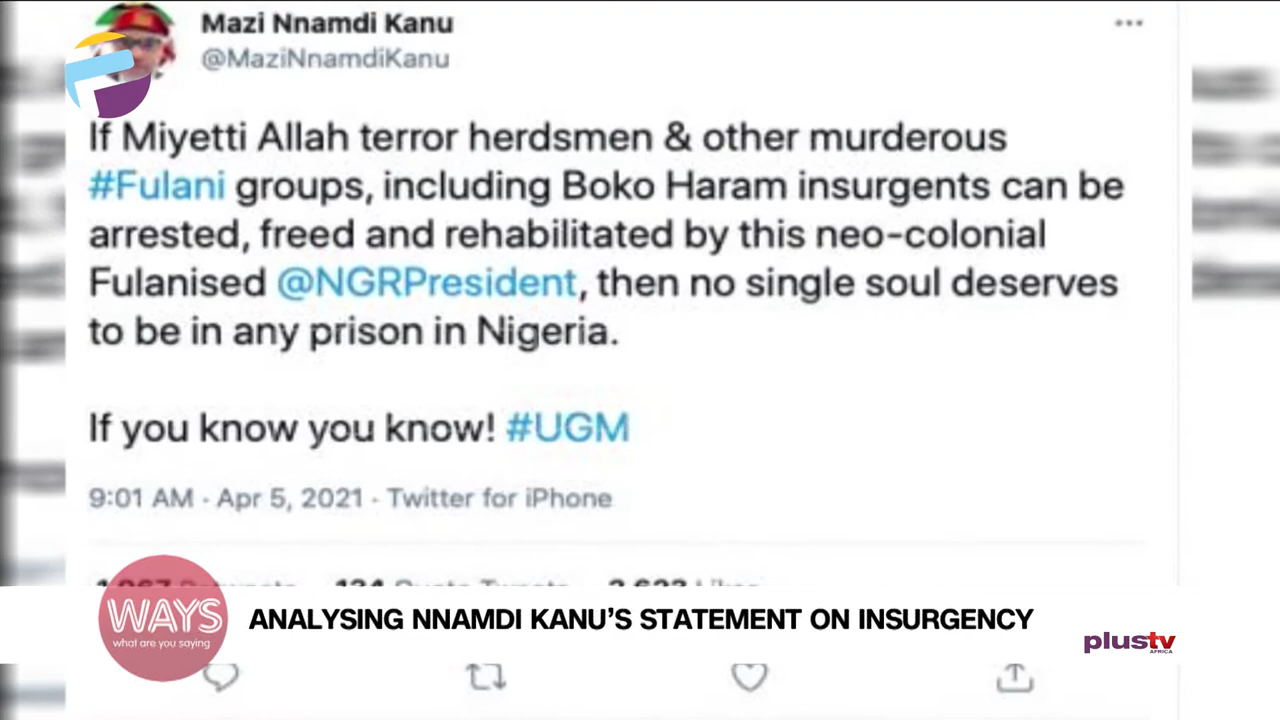 Mazi Nnamdi Kanu
@MaziNnamdiKanu
If Miyetti Allah terror herdsmen & other murderous
#Fulani groups, including Boko Haram insurgents can be
arrested, freed and rehabilitated by this neo-colonial
Fulanised @NGRPresident, then no single soul deserves
to be in any prison in Nigeria.
If you know you know! #UGM
9:01 AM · Apr 5, 2021 · Twitter for iPhone
WAYS
what are you saying
ANALYSING NNAMDI KANU'S STATEMENT ON INSURGENCY
plustv
AFRICA